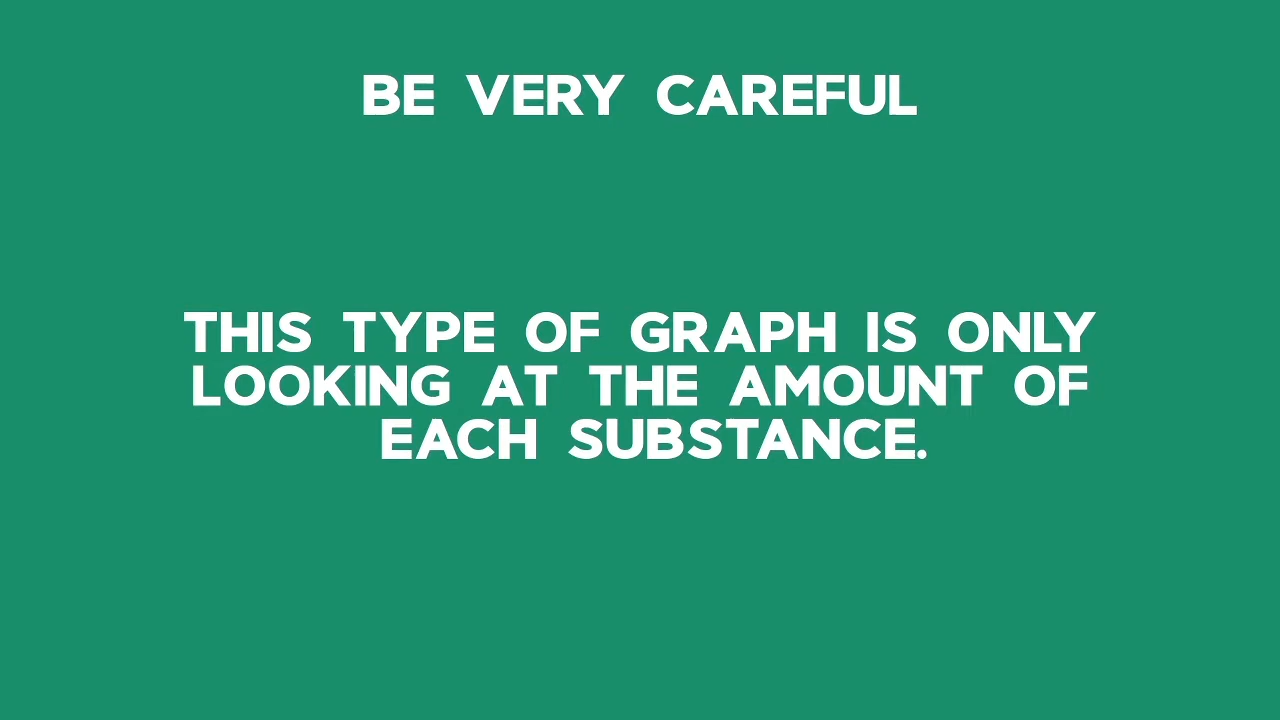 BE VERY CAREFUL
THIS TYPE OF GRAPH IS ONLY
LOOKING AT THE AMOUNT OF
EACH SUBSTANCE.